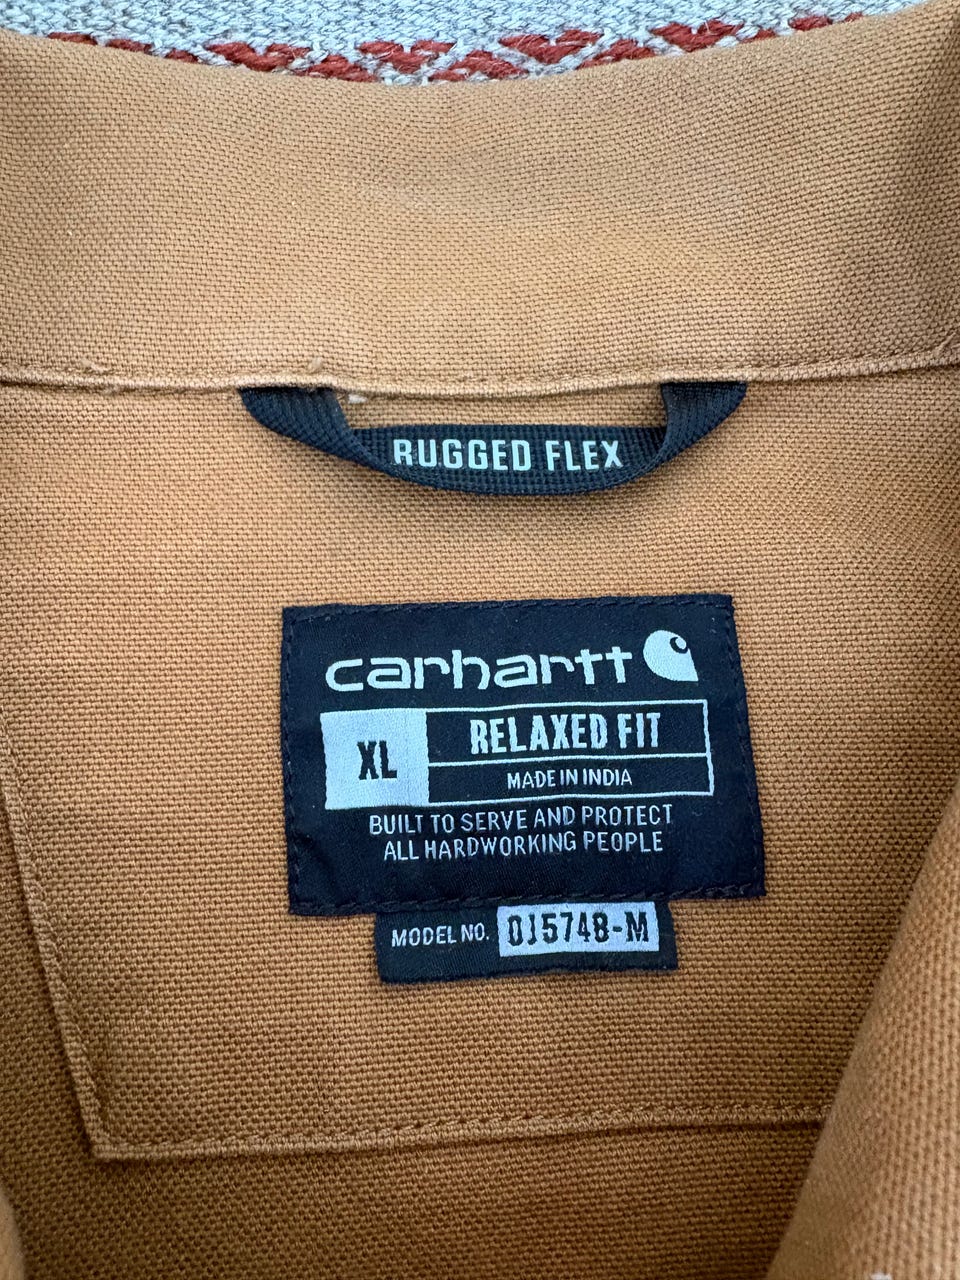 RUGGED FLEX
carhartt
XL
RELAXED FIT
MADE IN INDIA
BUILT TO SERVE AND PROTECT
ALL HARDWORKING PEOPLE
MODEL NO. OJ5748-M